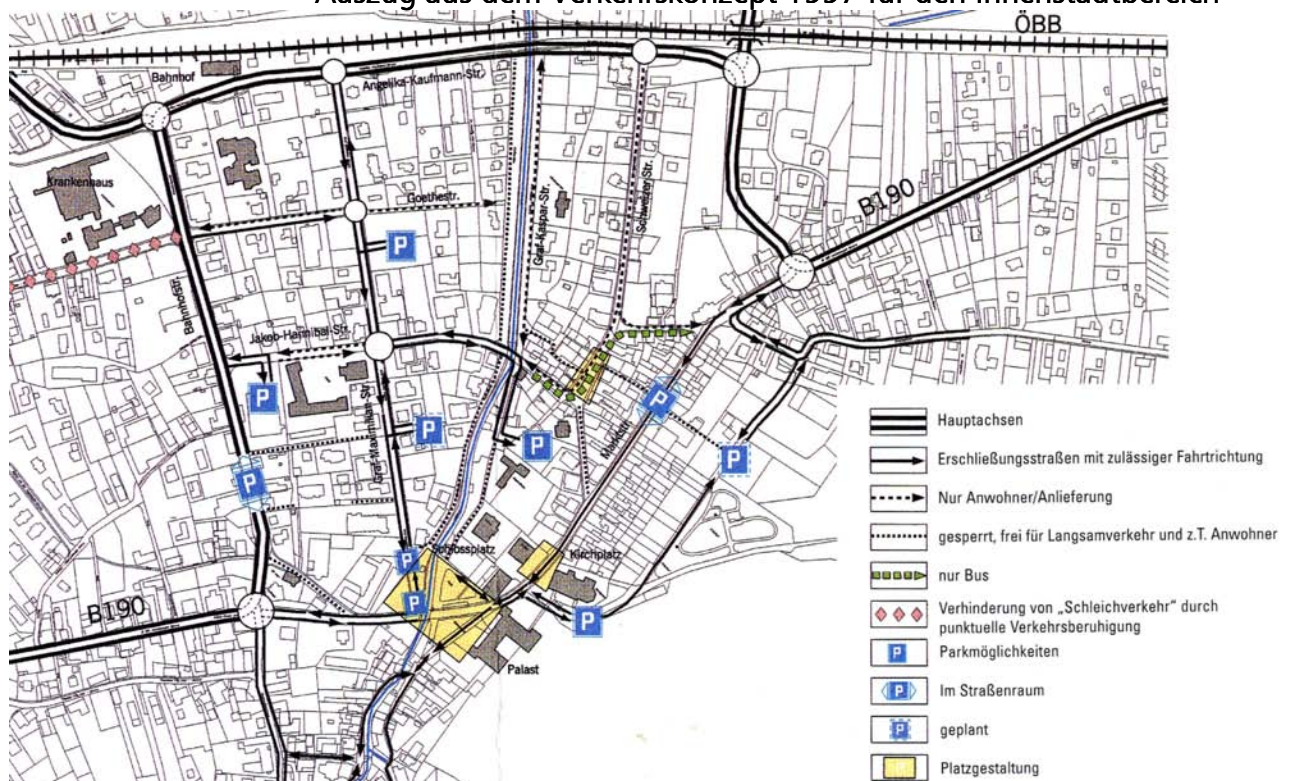 Auszug aus dem Verkehrskonzept 1997 für den Innenstadtbereich
ÖBB
Bahnhof
Angelika-Kaufmann-Str.
Krankenhaus
Goethestr.
Graf-Kaspar-Str.
Schweizer Str.
B190
Bahnhofstr.
Jakob-Hannibal-Str.
P
P
P
P
P
P
P
Graf-Maximilian-Str.
Marktstr.
Schlossplatz
Kirchplatz
P
P
P
B190
Palast
Hauptachsen
Erschließungsstraßen mit zulässiger Fahrtrichtung
Nur Anwohner/Anlieferung
gesperrt, frei für Langsamverkehr und z.T. Anwohner
nur Bus
Verhinderung von „Schleichverkehr" durch
punktuelle Verkehrsberuhigung
P Parkmöglichkeiten
P Im Straßenraum
P geplant
Platzgestaltung